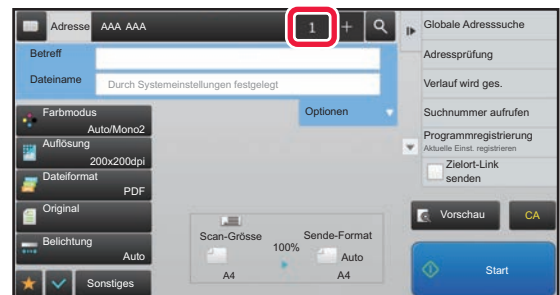 Adresse AAA AAA 1 +
Betreff
Dateiname Durch Systemeinstellungen festgelegt
Optionen
Farbmodus
Auto/Mono2
Auflösung
200x200dpi
Dateiformat
PDF
Original
Belichtung
Auto
Sonstiges
Scan-Grösse
A4
100%
Sende-Format
Auto
A4
Globale Adresssuche
Adressprüfung
Verlauf wird ges.
Suchnummer aufrufen
Programmregistrierung
Aktuelle Einst. registrieren
Zielort-Link
senden
Vorschau
CA
Start